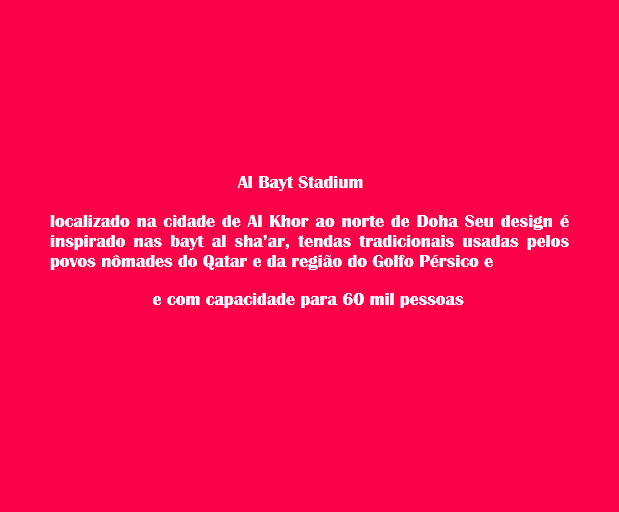 Al Bayt Stadium
localizado na cidade de Al Khor ao norte de Doha Seu design é
inspirado nas bayt al sha’ar, tendas tradicionais usadas pelos
povos nômades do Qatar e da região do Golfo Pérsico e
e com capacidade para 60 mil pessoas